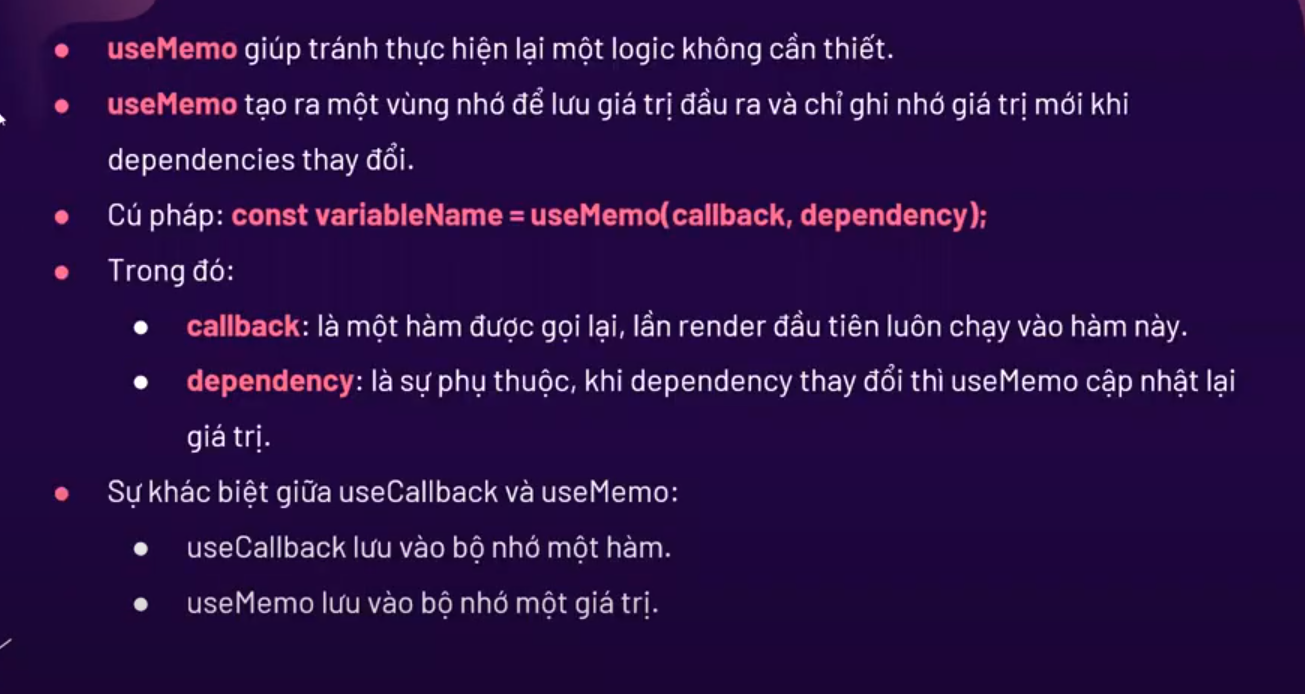 ● useMemo giúp tránh thực hiện lại một logic không cần thiết.
● useMemo tạo ra một vùng nhớ để lưu giá trị đầu ra và chỉ ghi nhớ giá trị mới khi
dependencies thay đổi.
● Cú pháp: const variableName = useMemo(callback, dependency);
● Trong đó:
● callback: là một hàm được gọi lại, lần render đầu tiên luôn chạy vào hàm này.
● dependency: là sự phụ thuộc, khi dependency thay đổi thì useMemo cập nhật lại
giá trị.
● Sự khác biệt giữa useCallback và useMemo:
● useCallback lưu vào bộ nhớ một hàm.
● useMemo lưu vào bộ nhớ một giá trị.